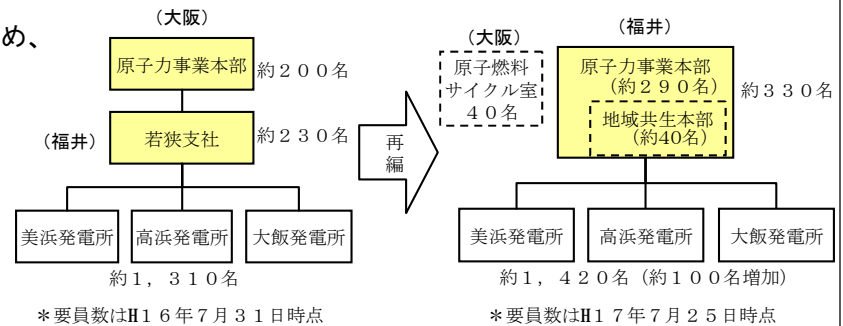 め、
（大阪）
原子力事業本部
約２００名
（福井）
若狭支社
約２３０名
美浜発電所
高浜発電所
大飯発電所
約１，３１０名
＊要員数はH１６年７月３１日時点
再
編
（大阪）
原子燃料
サイクル室
４０名
（福井）
原子力事業本部
（約２９０名）
約３３０名
地域共生本部
（約40名）
美浜発電所
高浜発電所
大飯発電所
約１，４２０名（約１００名増加）
＊要員数はH１７年７月２５日時点